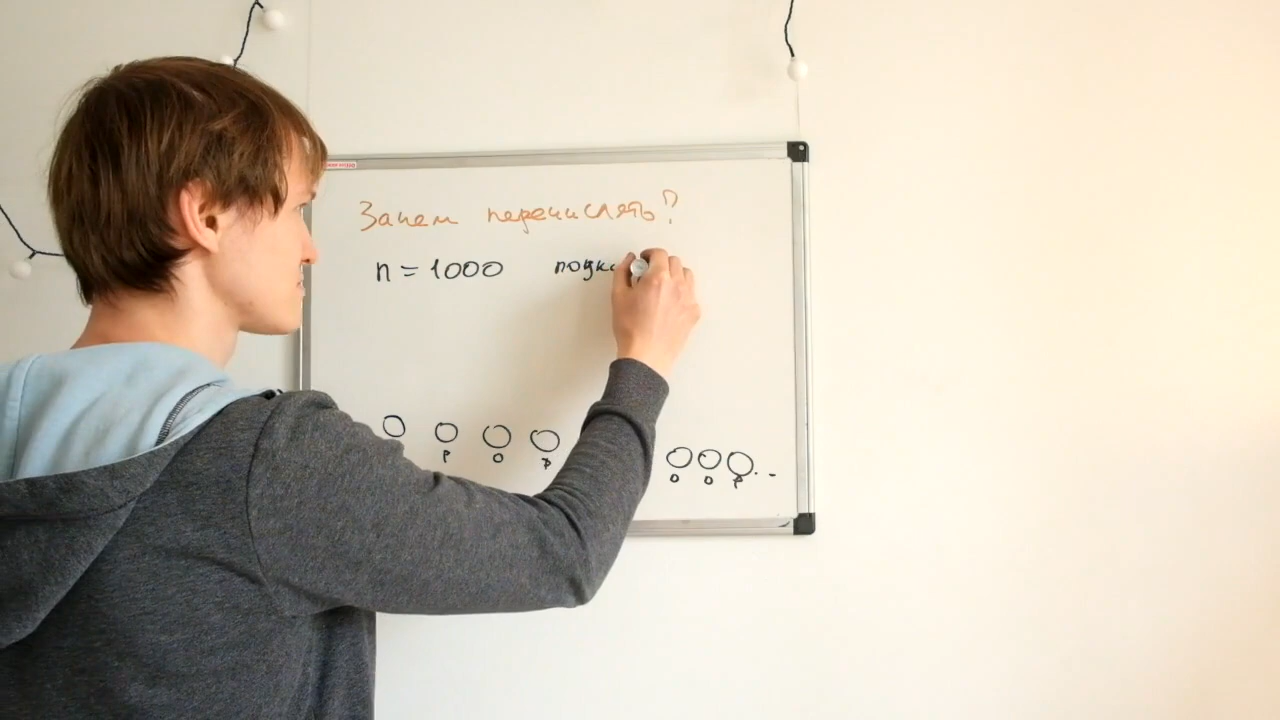 Зачем перечислять?
n = 1000
Р О Р О О Р . . .